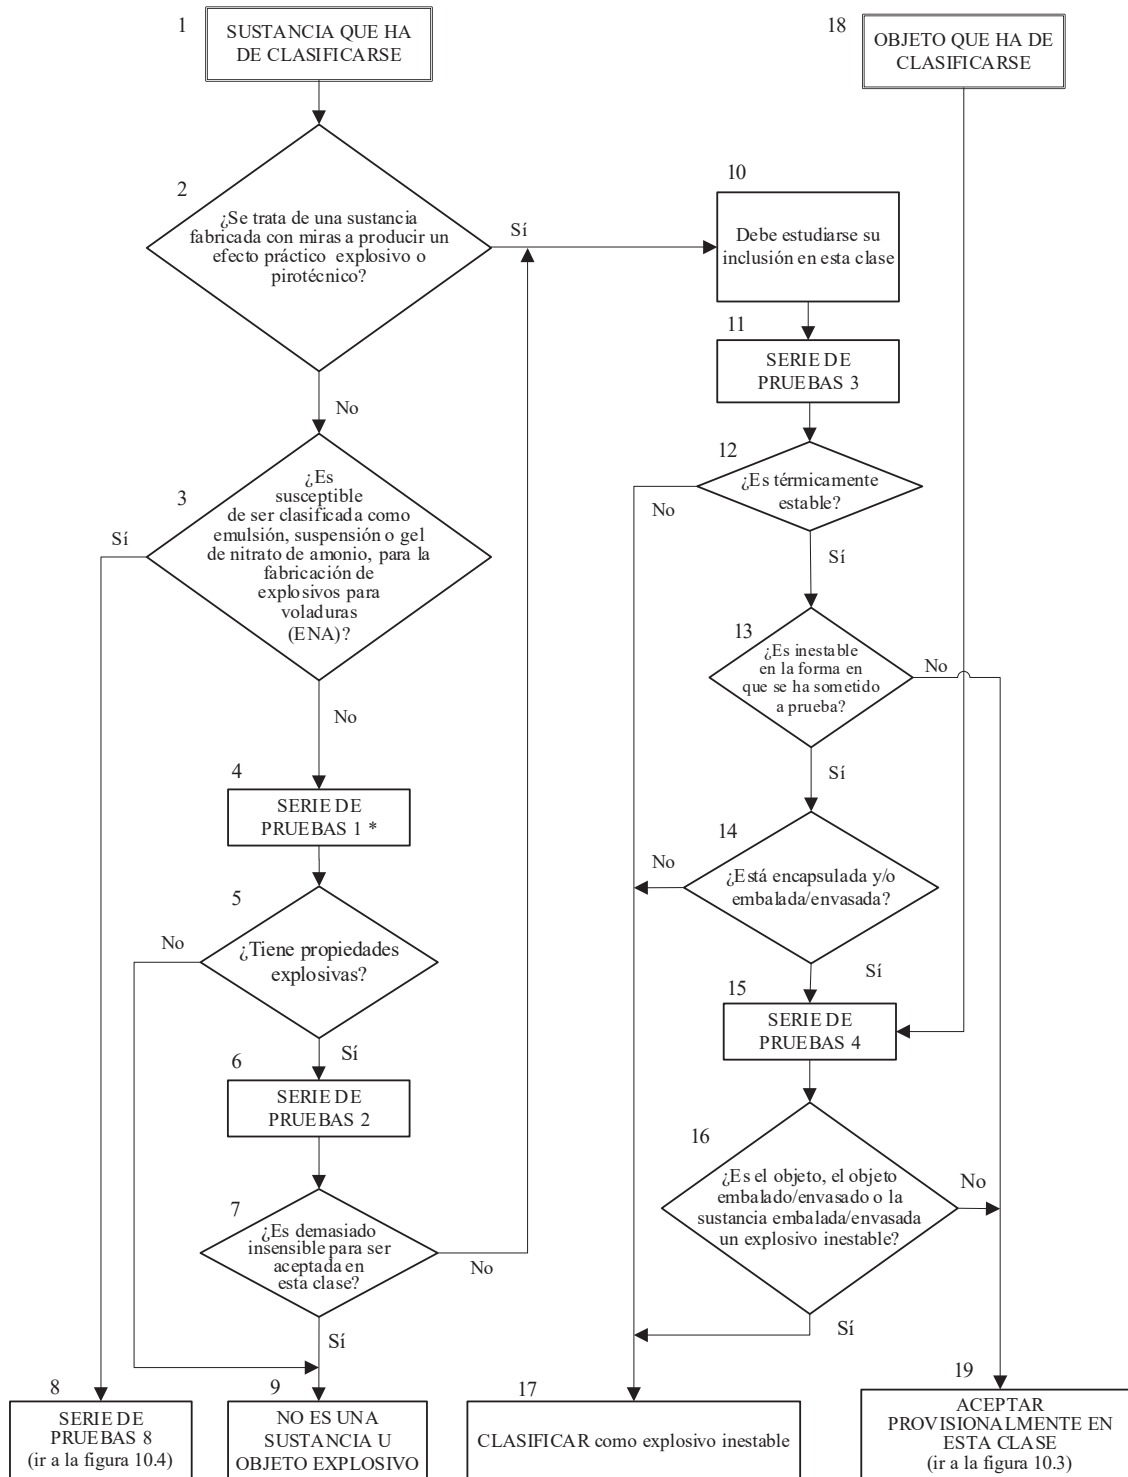 1
SUSTANCIA QUE HA
DE CLASIFICARSE
18
OBJETO QUE HA DE
CLASIFICARSE
2
¿Se trata de una sustancia
fabricada con miras a producir un
efecto práctico explosivo o
pirotécnico?
Sí
No
10
Debe estudiarse su
inclusión en esta clase
11
SERIE DE
PRUEBAS 3
3
¿Es
susceptible
de ser clasificada como
emulsión, suspensión o gel
de nitrato de amonio, para la
fabricación de
explosivos para
voladuras
(ENA)?
Sí
No
12
¿Es térmicamente
estable?
No
Sí
13
¿Es inestable
en la forma en
que se ha sometido
a prueba?
No
Sí
4
SERIE DE
PRUEBAS 1 *
14
¿Está encapsulada y/o
embalada/envasada?
No
Sí
5
¿Tiene propiedades
explosivas?
No
Sí
15
SERIE DE
PRUEBAS 4
6
SERIE DE
PRUEBAS 2
16
¿Es el objeto, el objeto
embalado/envasado o la
sustancia embalada/envasada
un explosivo inestable?
No
Sí
7
¿Es demasiado
insensible para ser
aceptada en
esta clase?
No
Sí
8
SERIE DE
PRUEBAS 8
(ir a la figura 10.4)
9
NO ES UNA
SUSTANCIA U
OBJETO EXPLOSIVO
17
CLASIFICAR como explosivo inestable
19
ACEPTAR
PROVISIONALMENTE EN
ESTA CLASE
(ir a la figura 10.3)